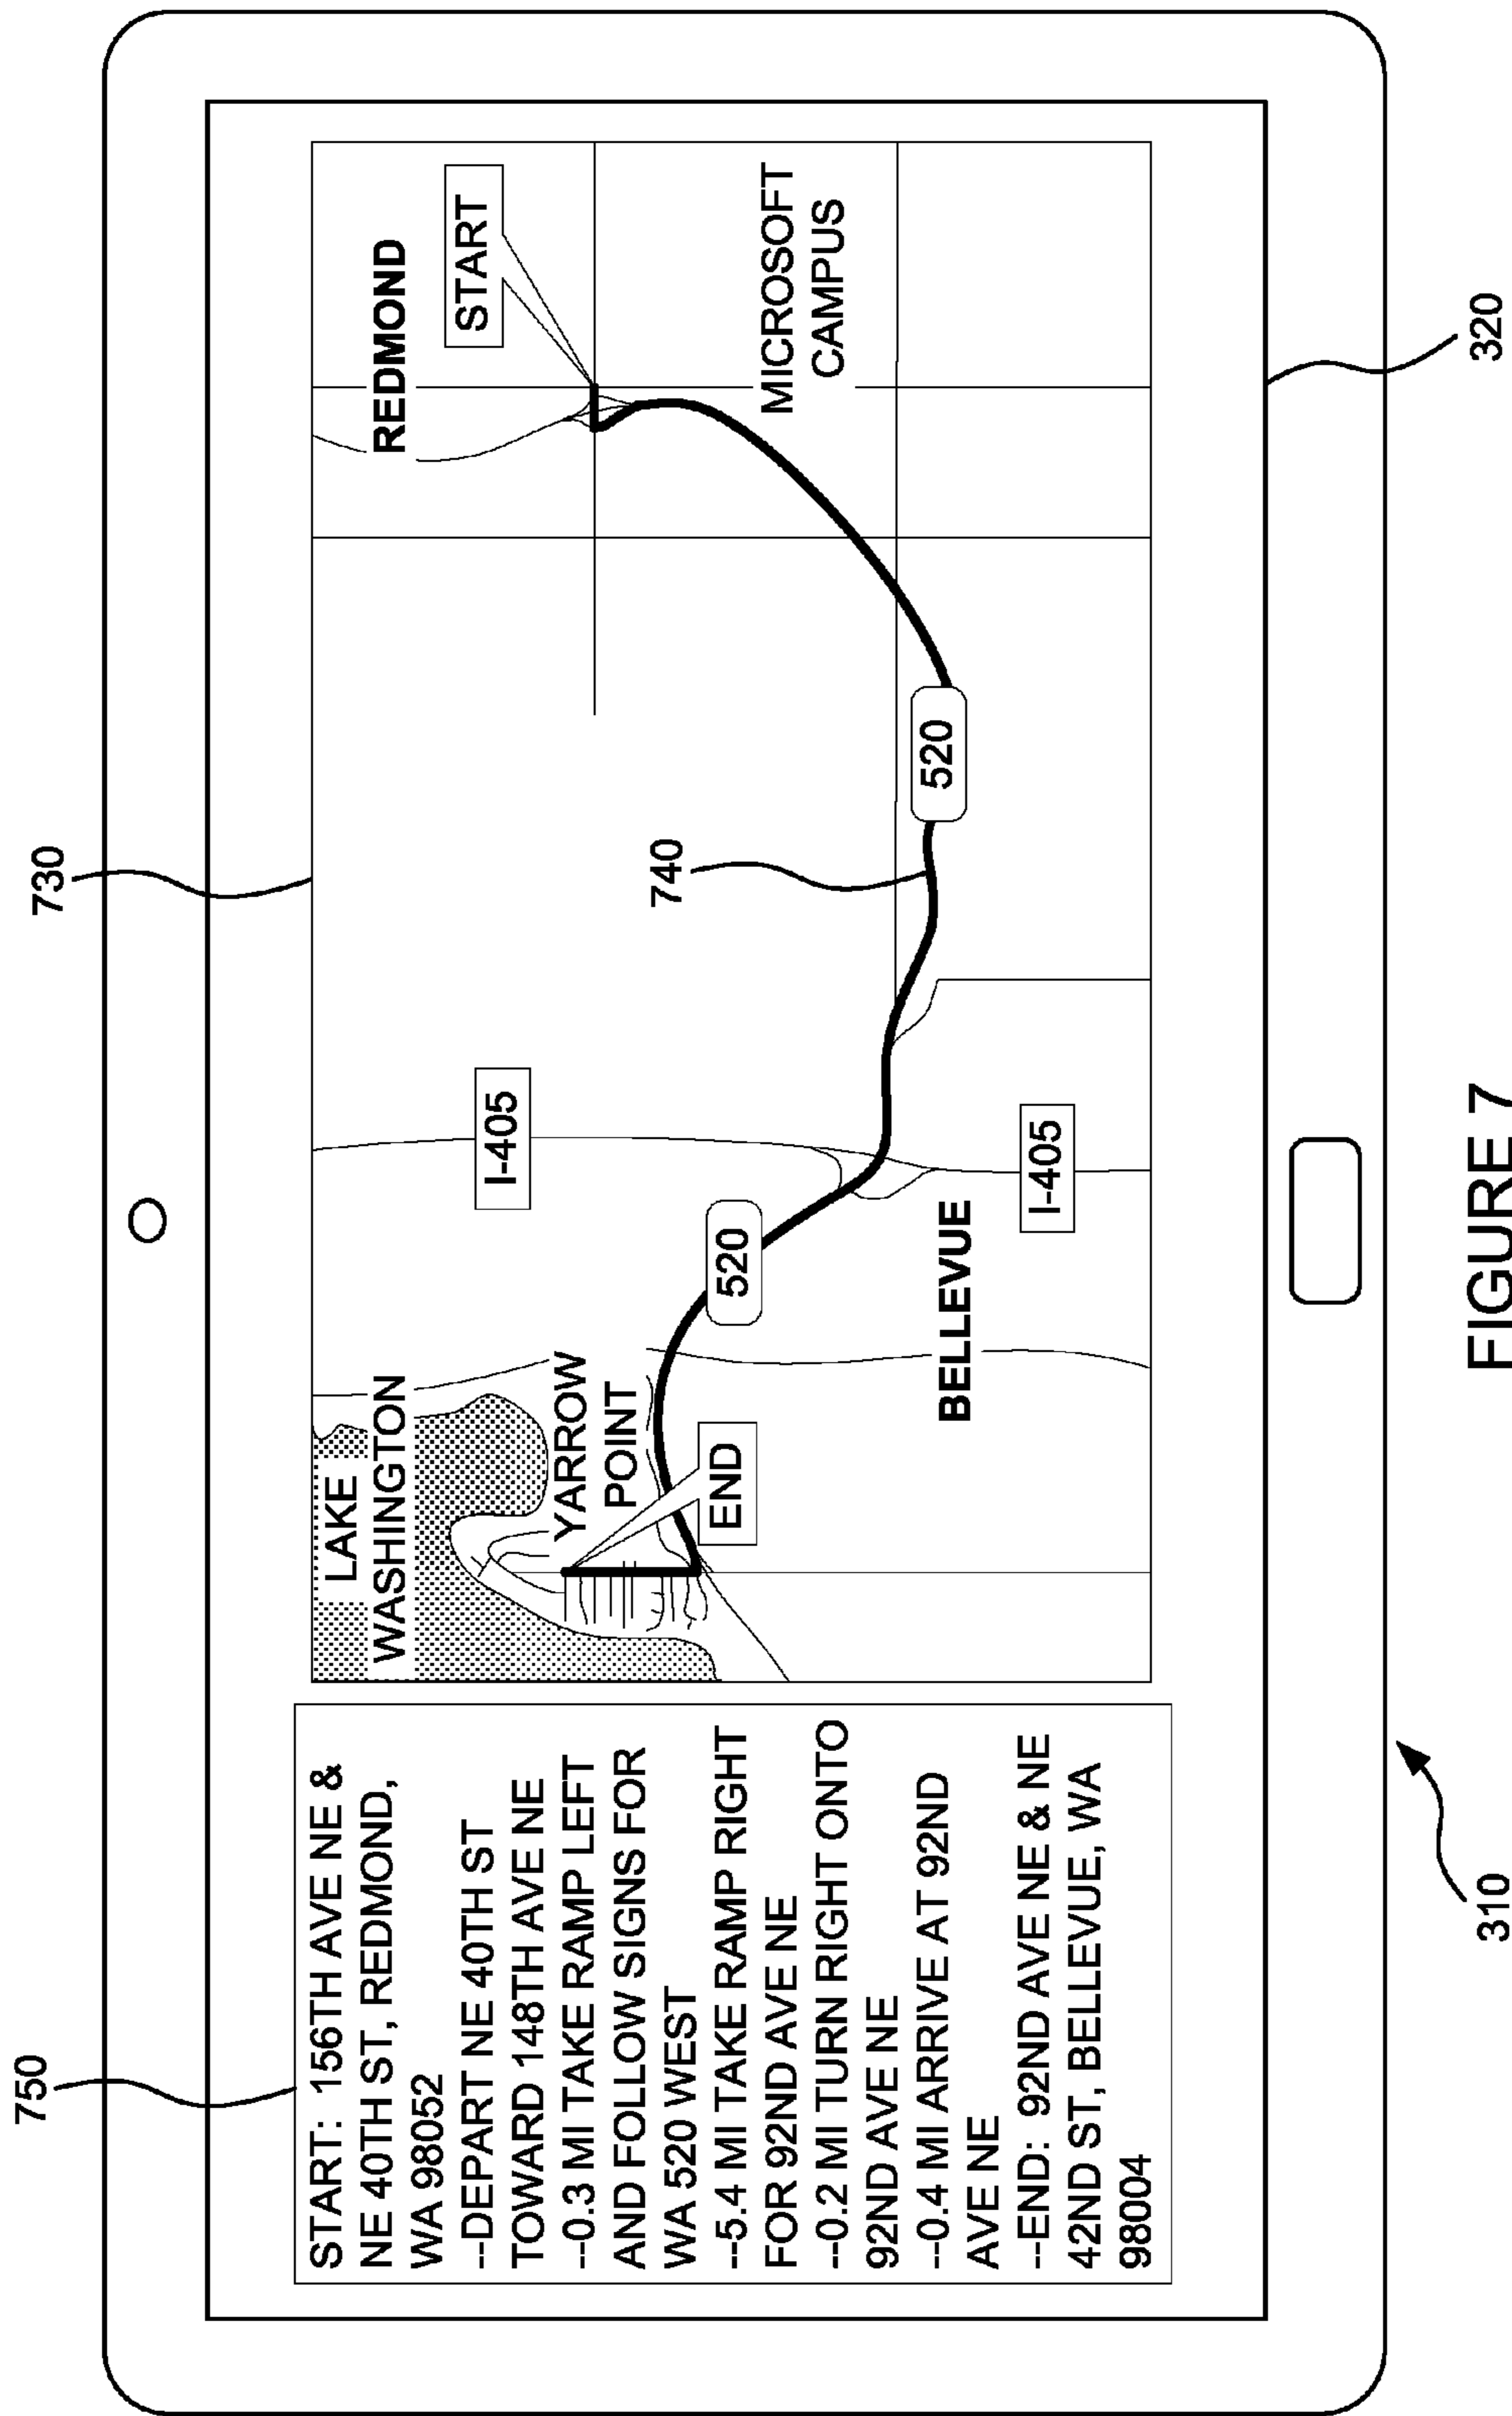 750
730
START: 156TH AVE NE &
NE 40TH ST, REDMOND,
WA 98052
--DEPART NE 40TH ST
TOWARD 148TH AVE NE
--0.3 MI TAKE RAMP LEFT
AND FOLLOW SIGNS FOR
WA 520 WEST
--5.4 MI TAKE RAMP RIGHT
FOR 92ND AVE NE
--0.2 MI TURN RIGHT ONTO
92ND AVE NE
--0.4 MI ARRIVE AT 92ND
AVE NE
--END: 92ND AVE NE & NE
42ND ST, BELLEVUE, WA
98004
LAKE
WASHINGTON
YARROW
POINT
END
520
BELLEVUE
I-405
I-405
740
520
REDMOND
START
MICROSOFT
CAMPUS
310
320
FIGURE 7